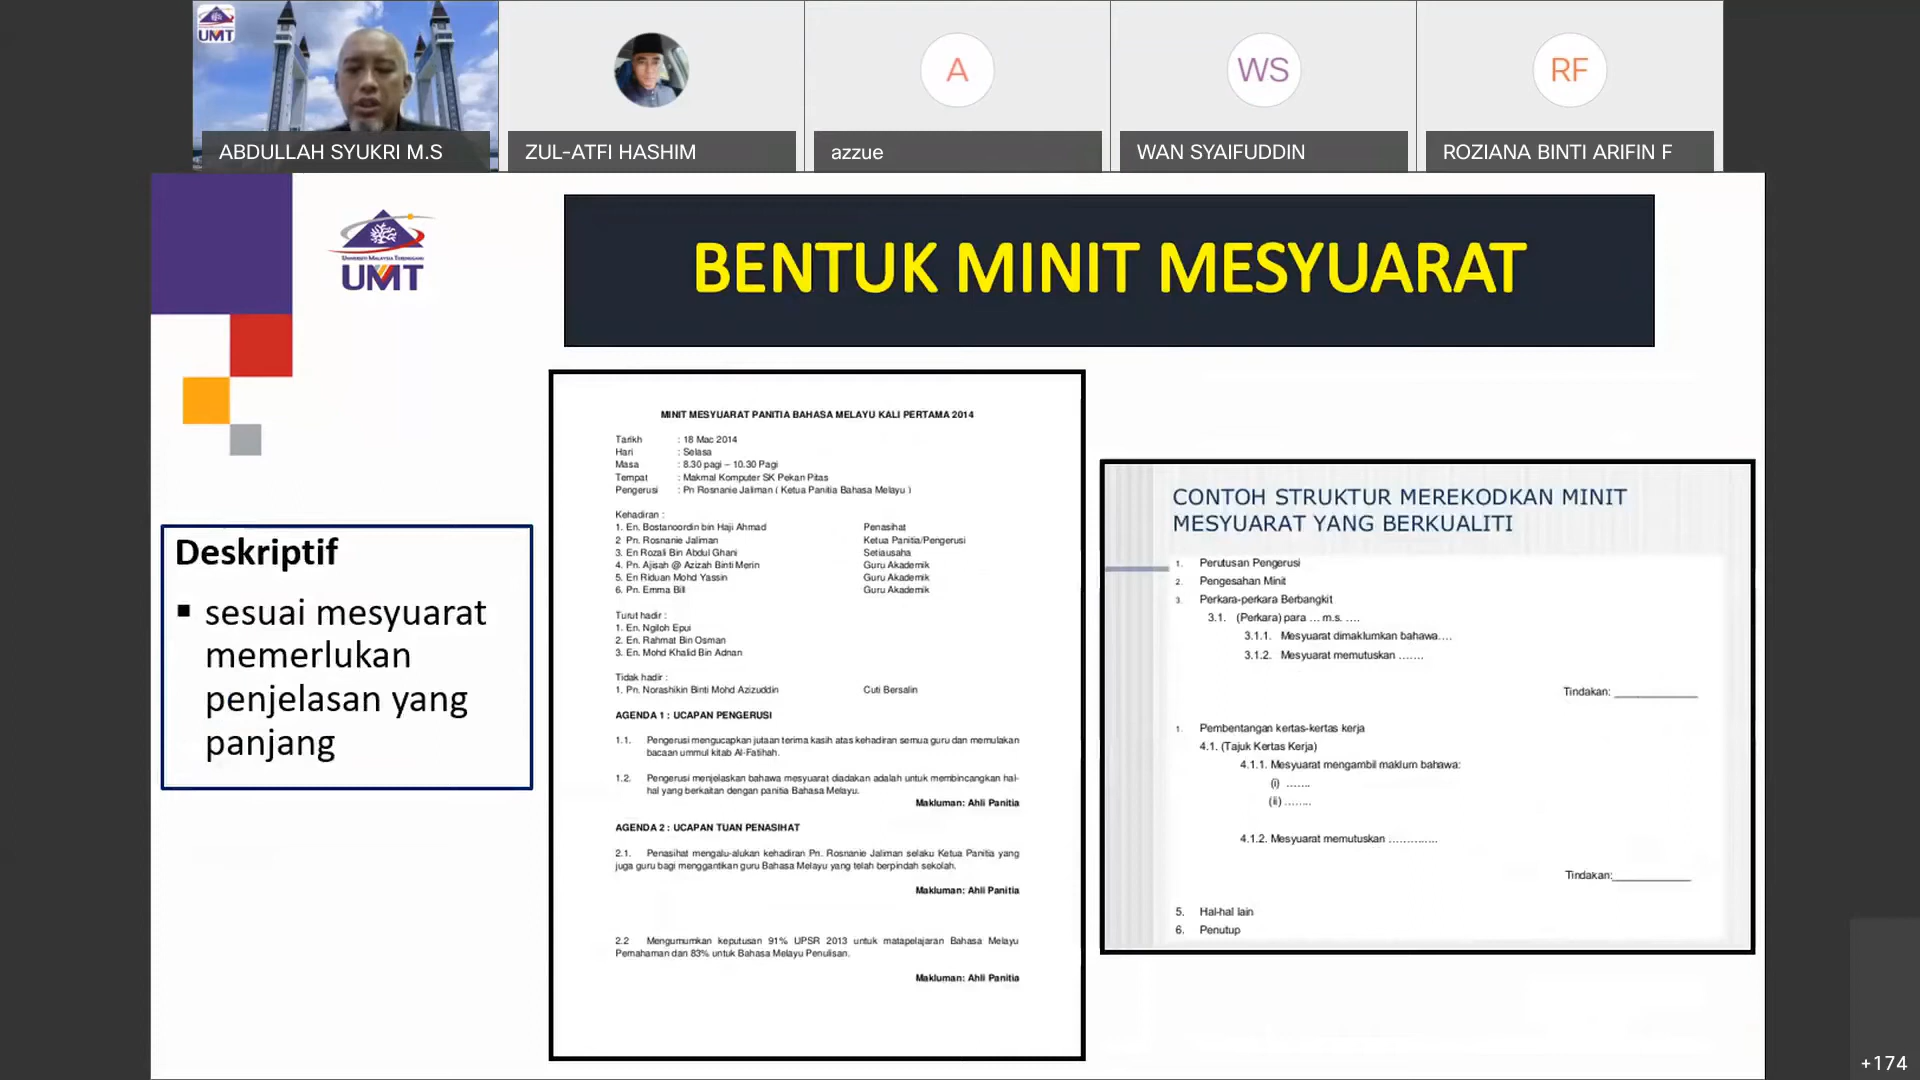 UMT
ABDULLAH SYUKRI M.S
ZUL-ATFI HASHIM
A
azzue
WS
WAN SYAIFUDDIN
RF
ROZIANA BINTI ARIFIN F
UNIVERSITI MALAYSIA TERENGGANU
UMT
BENTUK MINIT MESYUARAT
Deskriptif
▪ sesuai mesyuarat
memerlukan
penjelasan yang
panjang
MINIT MESYUARAT PANITIA BAHASA MELAYU KALI PERTAMA 2014
Tarikh : 18 Mac 2014
Hari : Selasa
Masa : 8.30 pagi – 10.30 Pagi
Tempat : Makmal Komputer SK Pekan Pitas
Pengerusi : Pn Rosnanie Jaliman ( Ketua Panitia Bahasa Melayu )
Kehadiran :
1. En. Bostanoordin bin Haji Ahmad Penasihat
2 Pn. Rosnanie Jaliman Ketua Panitia/Pengerusi
3. En Rozali Bin Abdul Ghani Setiausaha
4. Pn. Ajisah @ Azizah Binti Merin Guru Akademik
5. En Riduan Mohd Yassin Guru Akademik
6. Pn. Emma Bill Guru Akademik
Turut hadir :
1. En. Ngiloh Epui
2. En. Rahmat Bin Osman
3. En. Mohd Khalid Bin Adnan
Tidak hadir :
1. Pn. Norashikin Binti Mohd Azizuddin Cuti Bersalin
AGENDA 1 : UCAPAN PENGERUSI
1.1. Pengerusi mengucapkan jutaan terima kasih atas kehadiran semua guru dan memulakan
bacaan ummul kitab Al-Fatihah.
1.2. Pengerusi menjelaskan bahawa mesyuarat diadakan adalah untuk membincangkan hal-
hal yang berkaitan dengan panitia Bahasa Melayu.
Makluman: Ahli Panitia
AGENDA 2 : UCAPAN TUAN PENASIHAT
2.1. Penasihat mengalu-alukan kehadiran Pn. Rosnanie Jaliman selaku Ketua Panitia yang
juga guru bagi menggantikan guru Bahasa Melayu yang telah berpindah sekolah.
Makluman: Ahli Panitia
2.2 Mengumumkan keputusan 91% UPSR 2013 untuk matapelajaran Bahasa Melayu
Pemahaman dan 83% untuk Bahasa Melayu Penulisan.
Makluman: Ahli Panitia
CONTOH STRUKTUR MEREKODKAN MINIT
MESYUARAT YANG BERKUALITI
1. Perutusan Pengerusi
2. Pengesahan Minit
3. Perkara-perkara Berbangkit
3.1. (Perkara) para ... m.s. ....
3.1.1. Mesyuarat dimaklumkan bahawa....
3.1.2. Mesyuarat memutuskan .......
Tindakan: ______________
1. Pembentangan kertas-kertas kerja
4.1. (Tajuk Kertas Kerja)
4.1.1. Mesyuarat mengambil maklum bahawa:
(i) .......
(ii) ........
4.1.2. Mesyuarat memutuskan ..............
Tindakan:_____________
5. Hal-hal lain
6. Penutup
+174